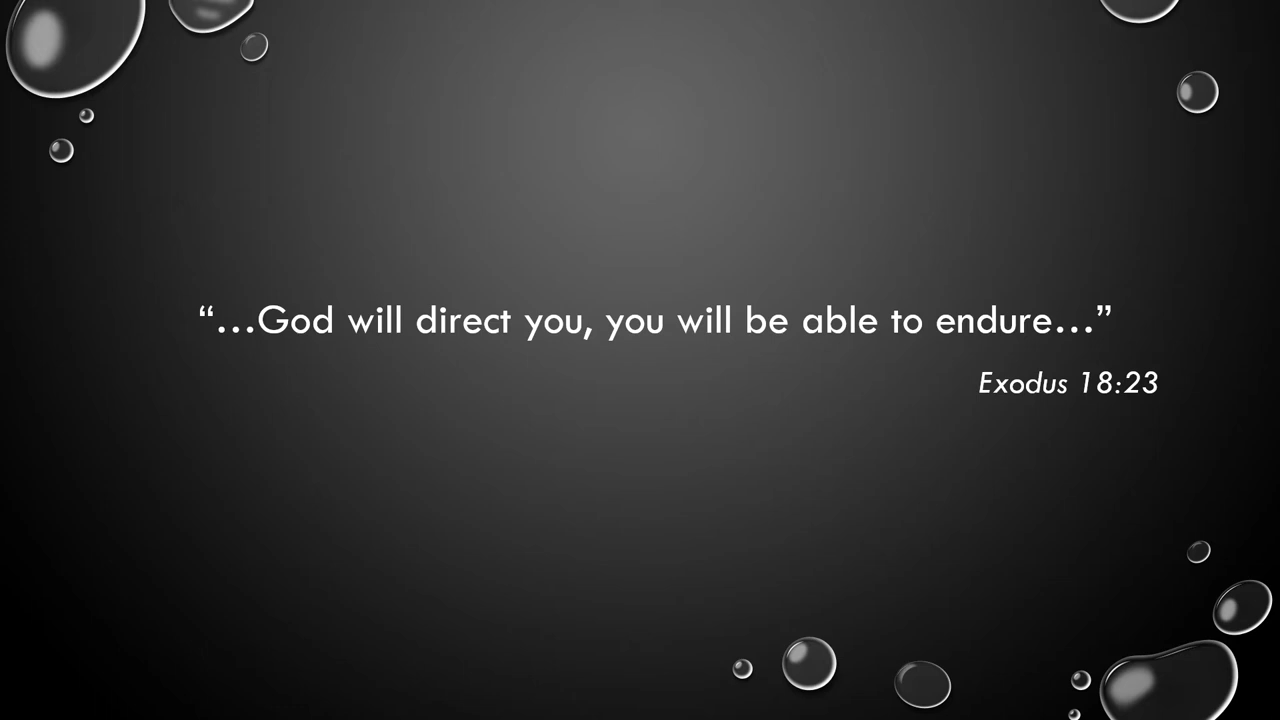 “…God will direct you, you will be able to endure…”
Exodus 18:23